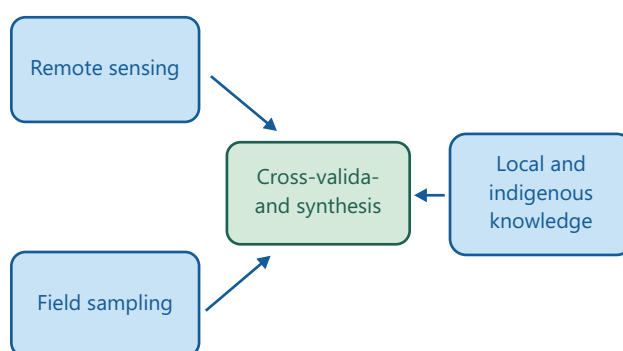 Remote sensing
Cross-valida-
and synthesis
Local and
indigenous
knowledge
Field sampling